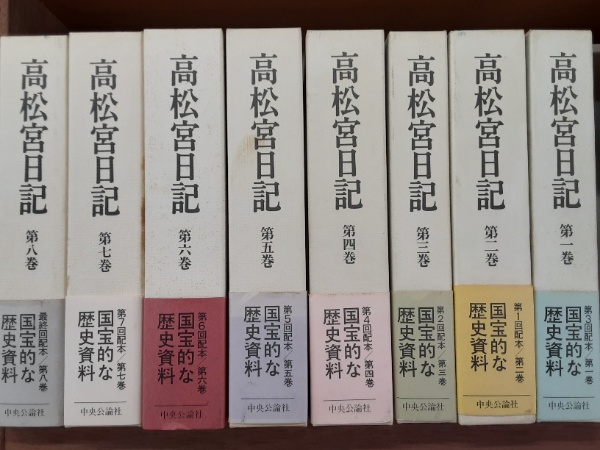 高松宮日記
第八巻
最終回配本／第八巻
国宝的な
歴史資料
中央公論社
高松宮日記
第七巻
第7回配本／第七巻
国宝的な
歴史資料
中央公論社
高松宮日記
第六巻
第6回配本／第六巻
国宝的な
歴史資料
中央公論社
高松宮日記
第五巻
第5回配本／第五巻
国宝的な
歴史資料
中央公論社
高松宮日記
第四巻
第4回配本／第四巻
国宝的な
歴史資料
中央公論社
高松宮日記
第三巻
第2回配本／第三巻
国宝的な
歴史資料
中央公論社
高松宮日記
第二巻
第1回配本／第二巻
国宝的な
歴史資料
中央公論社
高松宮日記
第一巻
第3回配本／第一巻
国宝的な
歴史資料
中央公論社